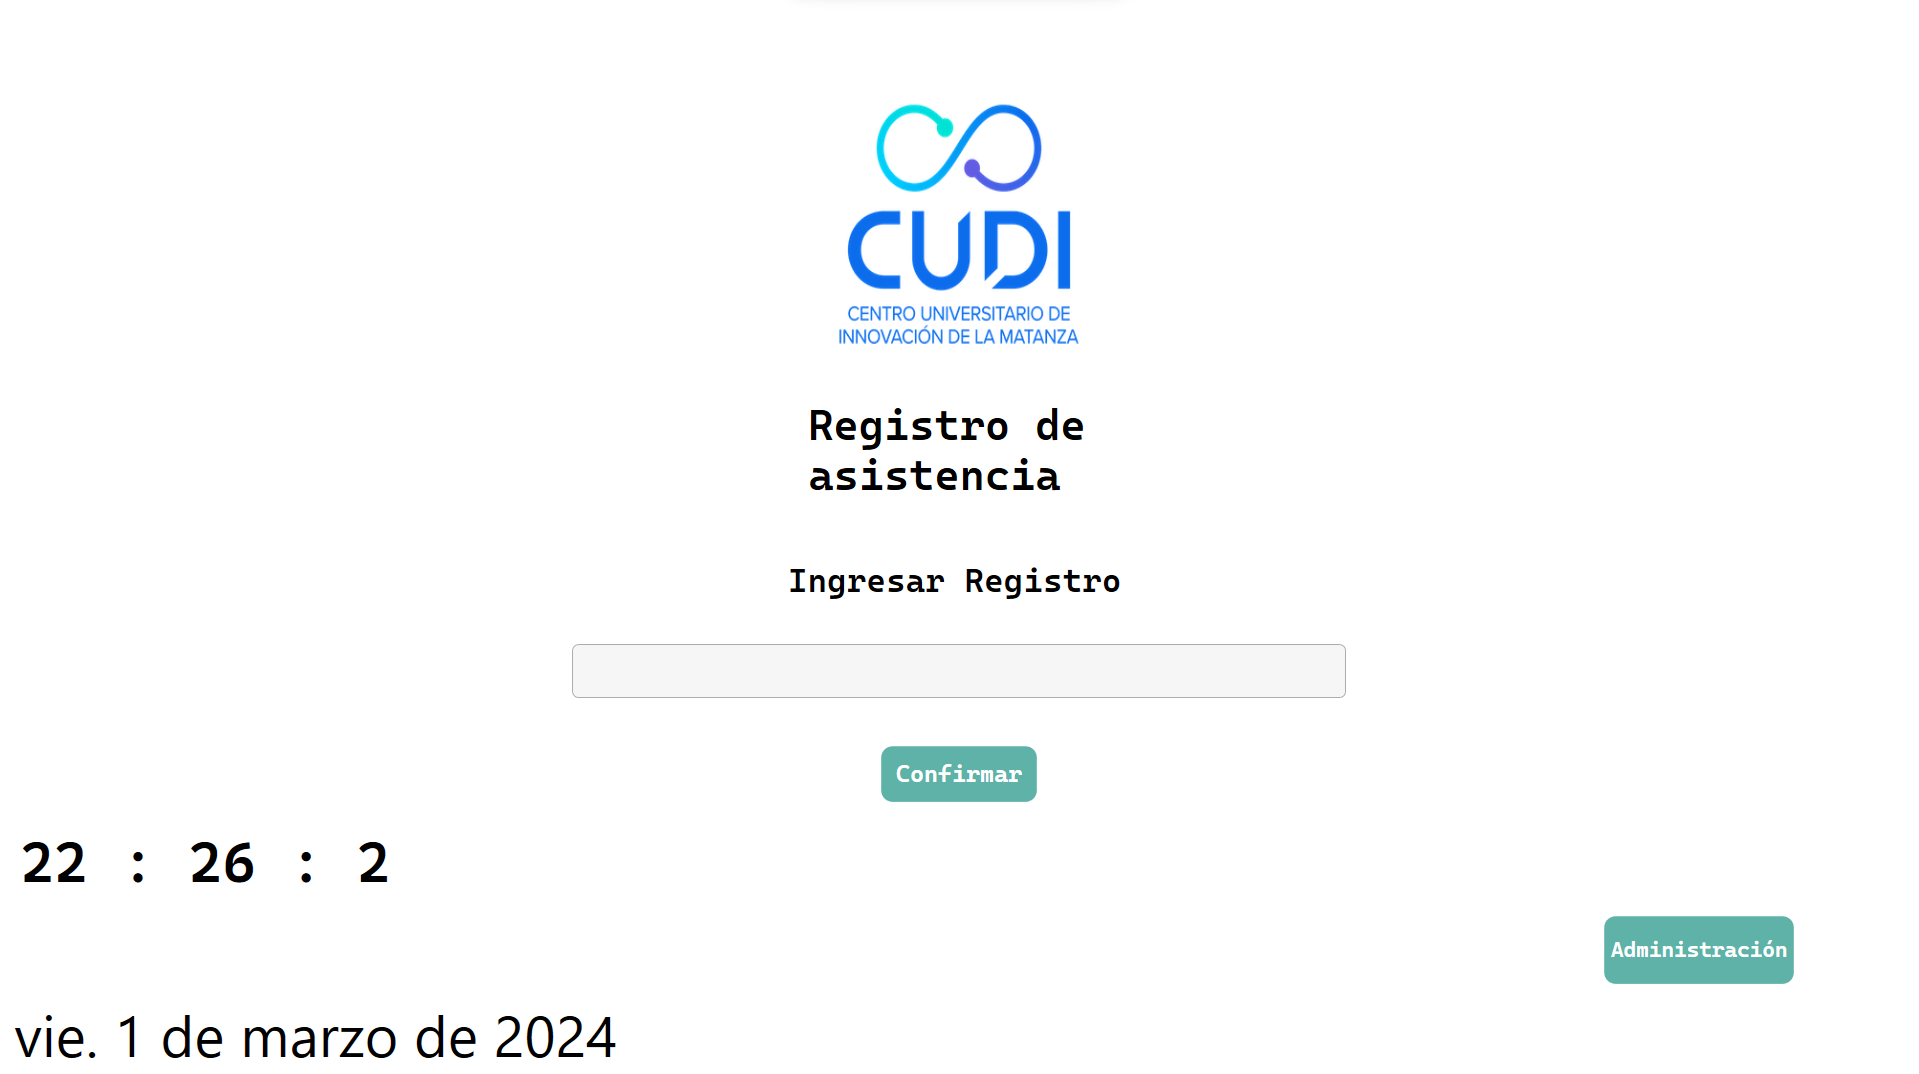 CUDI
CENTRO UNIVERSITARIO DE
INNOVACIÓN DE LA MATANZA
Registro de
asistencia
Ingresar Registro
Confirmar
22 : 26 : 2
Administración
vie. 1 de marzo de 2024